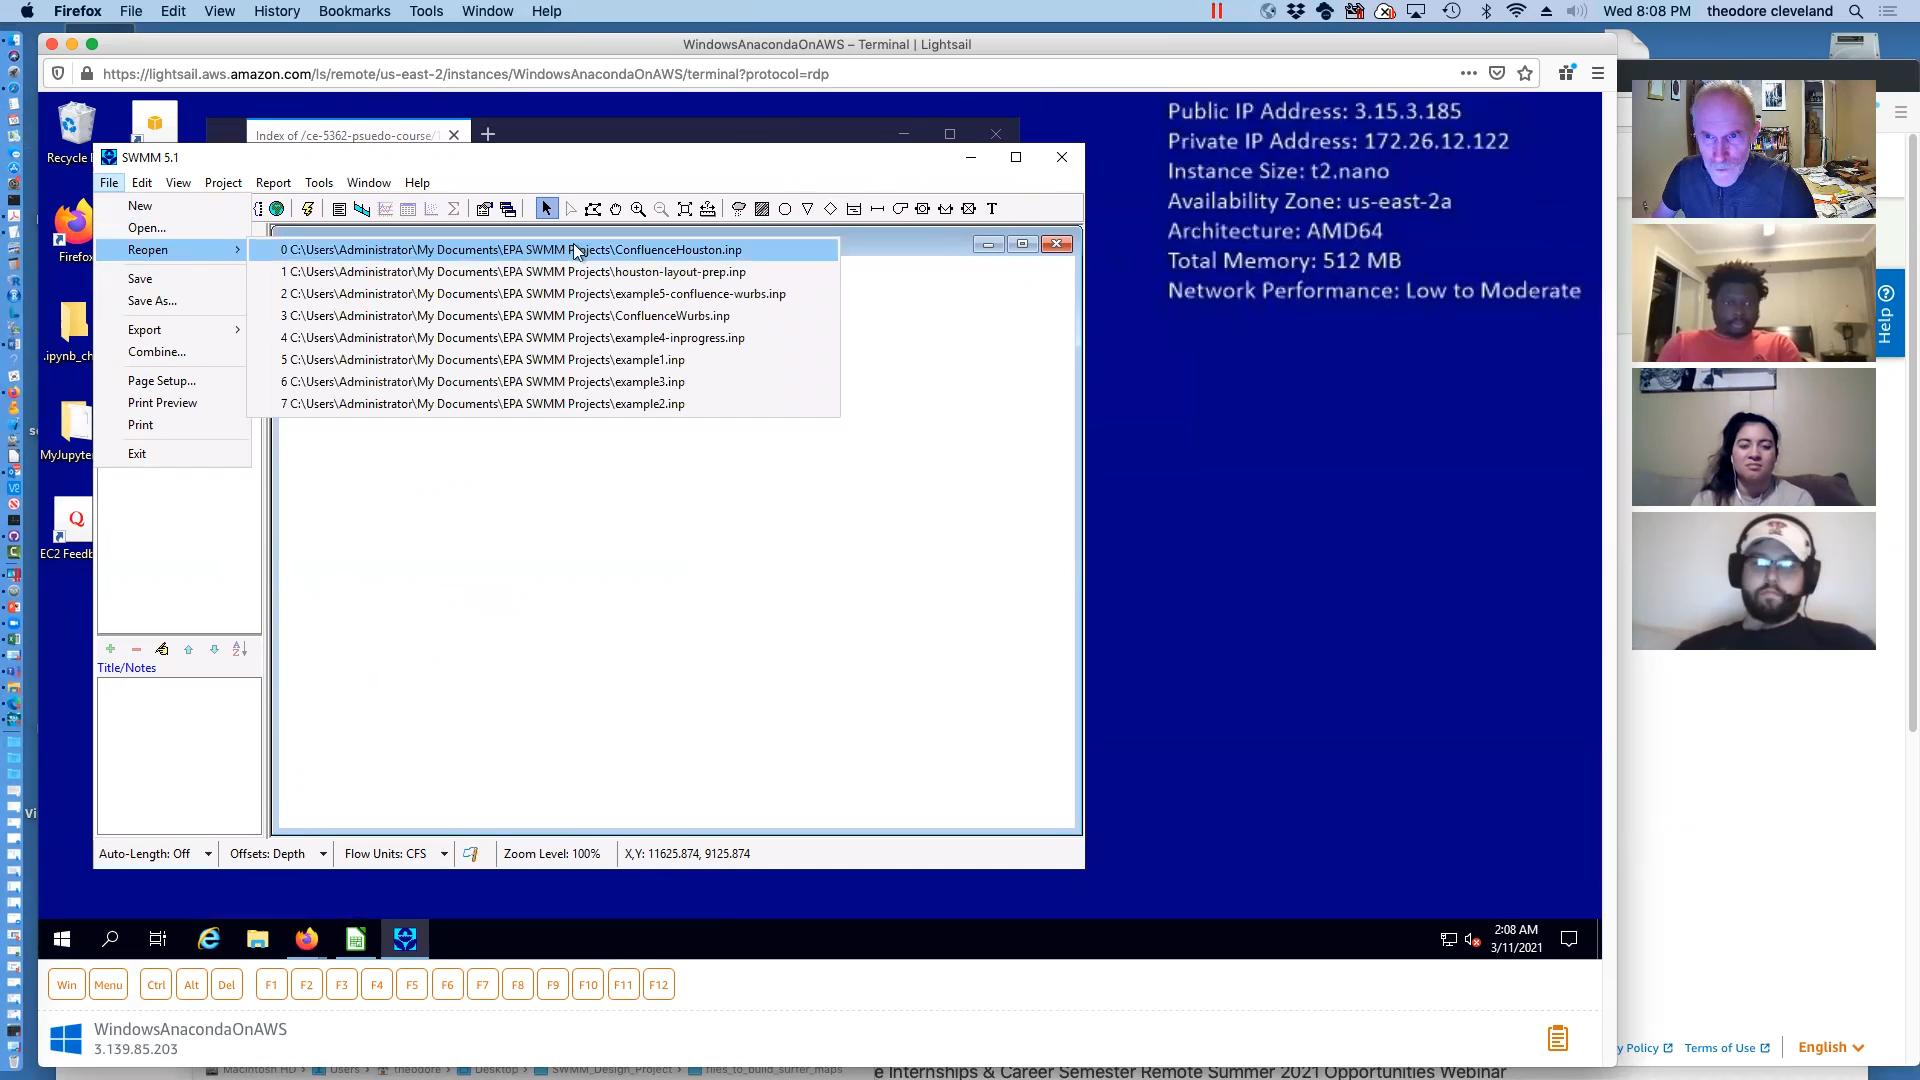 Firefox File Edit View History Bookmarks Tools Window Help Wed 8:08 PM theodore cleveland
WindowsAnacondaOnAWS – Terminal | Lightsail
https://lightsail.aws.amazon.com/ls/remote/us-east-2/instances/WindowsAnacondaOnAWS/terminal?protocol=rdp
Public IP Address: 3.15.3.185
Private IP Address: 172.26.12.122
Instance Size: t2.nano
Availability Zone: us-east-2a
Architecture: AMD64
Total Memory: 512 MB
Network Performance: Low to Moderate
Recycle
Firefox
.ipynb_ch
MyJupyte
EC2 Feedb
Index of /ce-5362-psuedo-course/
SWMM 5.1
File Edit View Project Report Tools Window Help
New
Open...
Reopen
Save
Save As...
Export
Combine...
Page Setup...
Print Preview
Print
Exit
0 C:\Users\Administrator\My Documents\EPA SWMM Projects\ConfluenceHouston.inp
1 C:\Users\Administrator\My Documents\EPA SWMM Projects\houston-layout-prep.inp
2 C:\Users\Administrator\My Documents\EPA SWMM Projects\example5-confluence-wurbs.inp
3 C:\Users\Administrator\My Documents\EPA SWMM Projects\ConfluenceWurbs.inp
4 C:\Users\Administrator\My Documents\EPA SWMM Projects\example4-inprogress.inp
5 C:\Users\Administrator\My Documents\EPA SWMM Projects\example1.inp
6 C:\Users\Administrator\My Documents\EPA SWMM Projects\example3.inp
7 C:\Users\Administrator\My Documents\EPA SWMM Projects\example2.inp
Title/Notes
Auto-Length: Off Offsets: Depth Flow Units: CFS Zoom Level: 100% X,Y: 11625.874, 9125.874
2:08 AM
3/11/2021
Win Menu Ctrl Alt Del F1 F2 F3 F4 F5 F6 F7 F8 F9 F10 F11 F12
WindowsAnacondaOnAWS
3.139.85.203
Help
y Policy Terms of Use English
Macintosh HD Users theodore Desktop SWMM_Design_Project files_to_build_surfer_maps
e Internships & Career Semester Remote Summer 2021 Opportunities Webinar